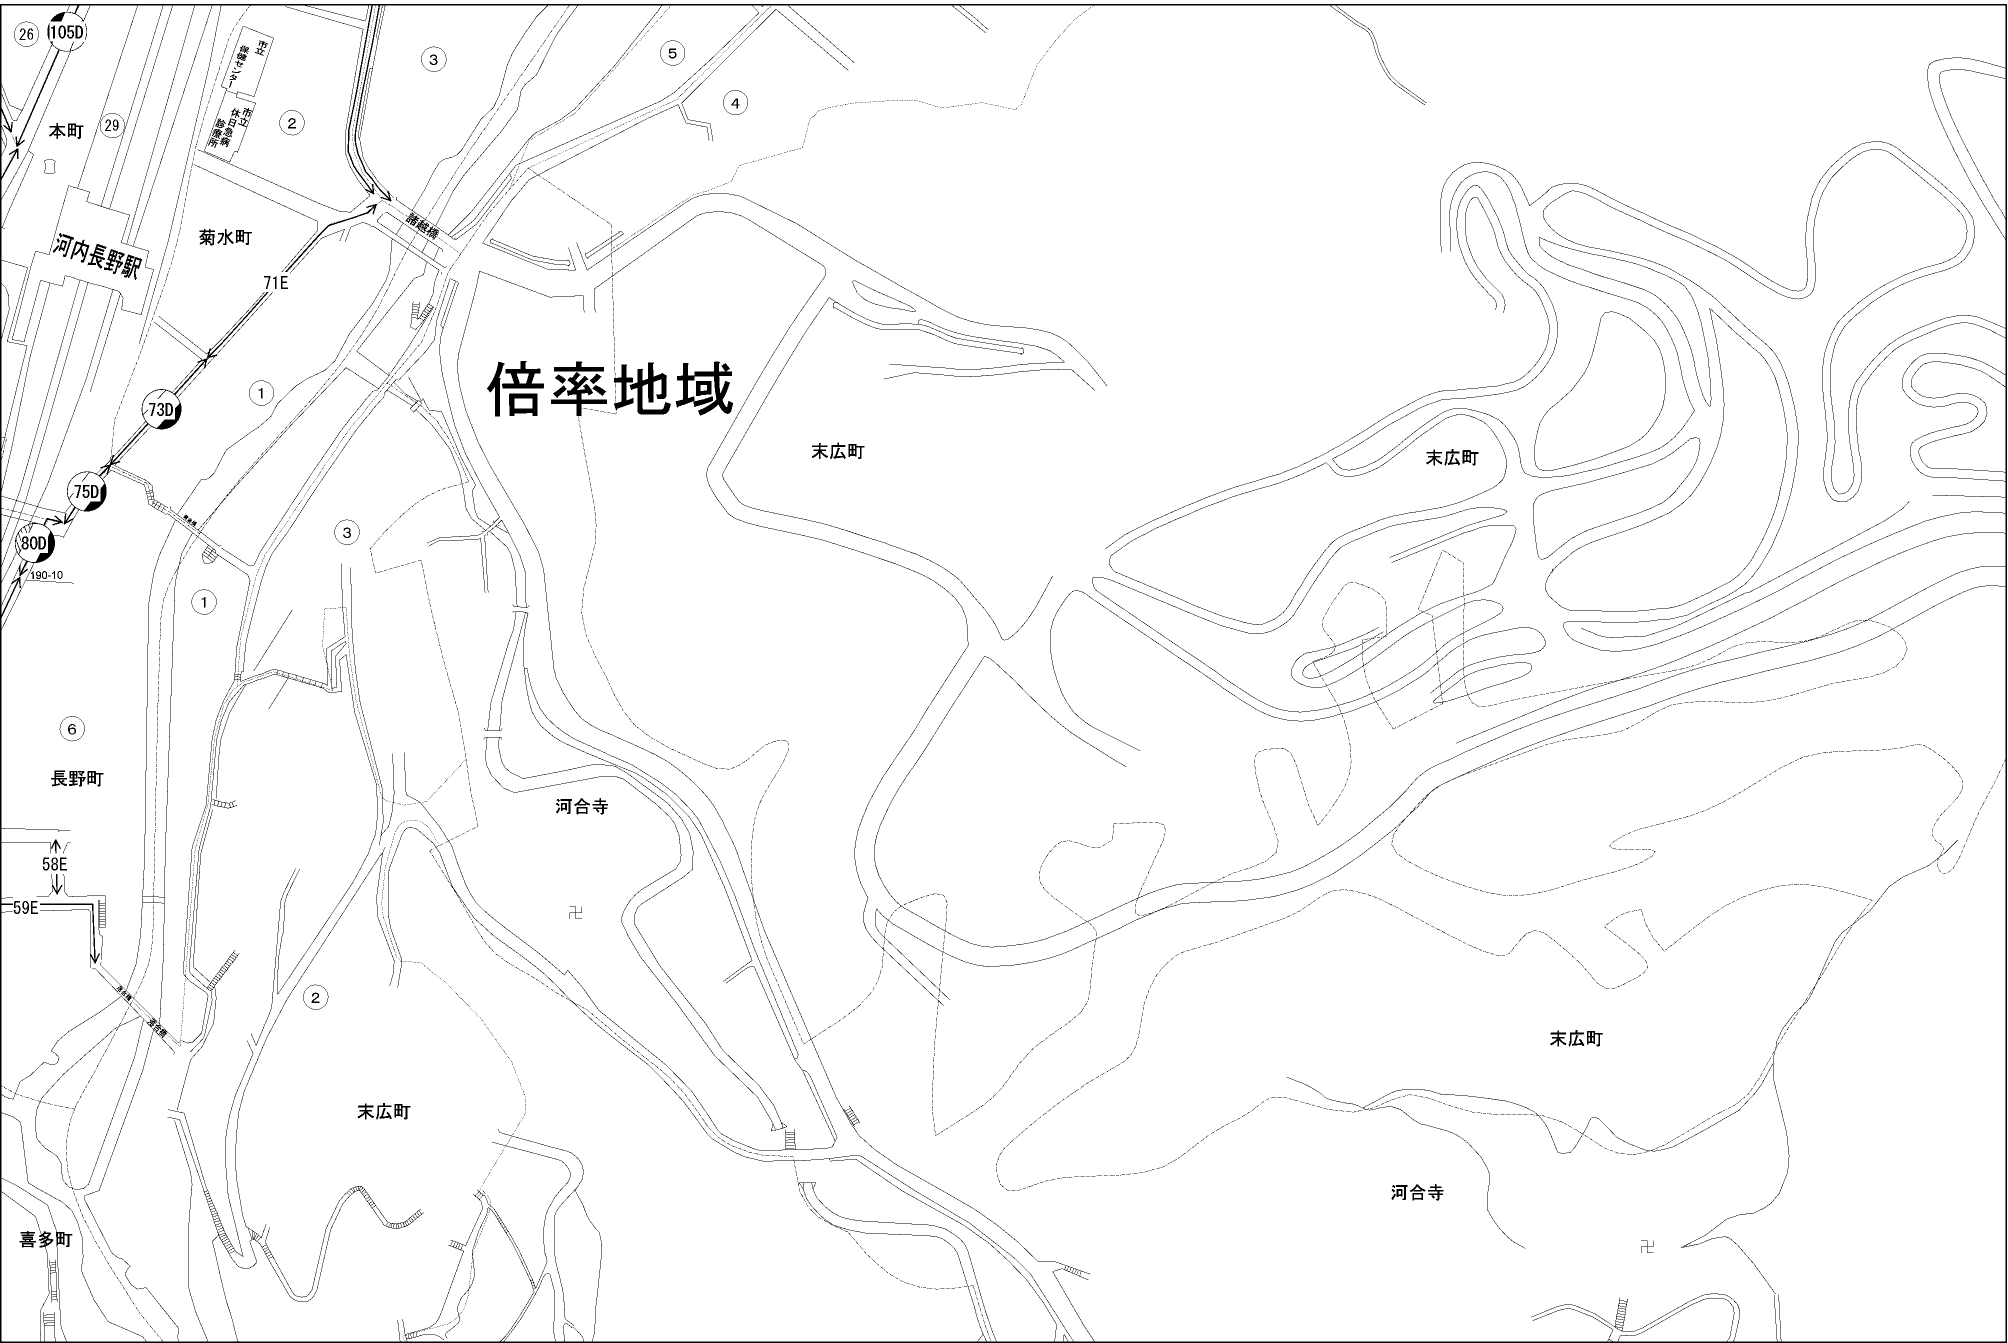 26
105D
市立
保健センター
③
⑤
④
市立
休日急病
診療所
②
29
本町
諸越橋
菊水町
河内長野駅
71E
倍率地域
①
73D
末広町
末広町
75D
③
80D
190-10
①
⑥
長野町
河合寺
58E
59E
卍
②
落合橋
末広町
末広町
河合寺
喜多町
卍